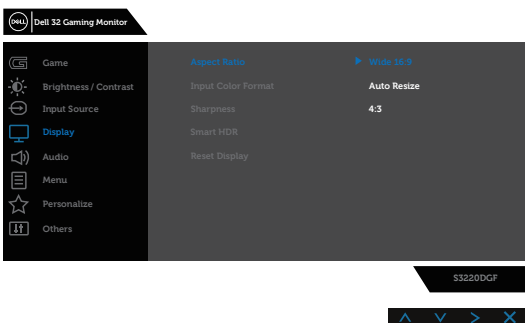 DELL
Dell 32 Gaming Monitor
Game
Brightness / Contrast
Input Source
Display
Audio
Menu
Personalize
Others
Aspect Ratio
Input Color Format
Sharpness
Smart HDR
Reset Display
Wide 16:9
Auto Resize
4:3
S3220DGF